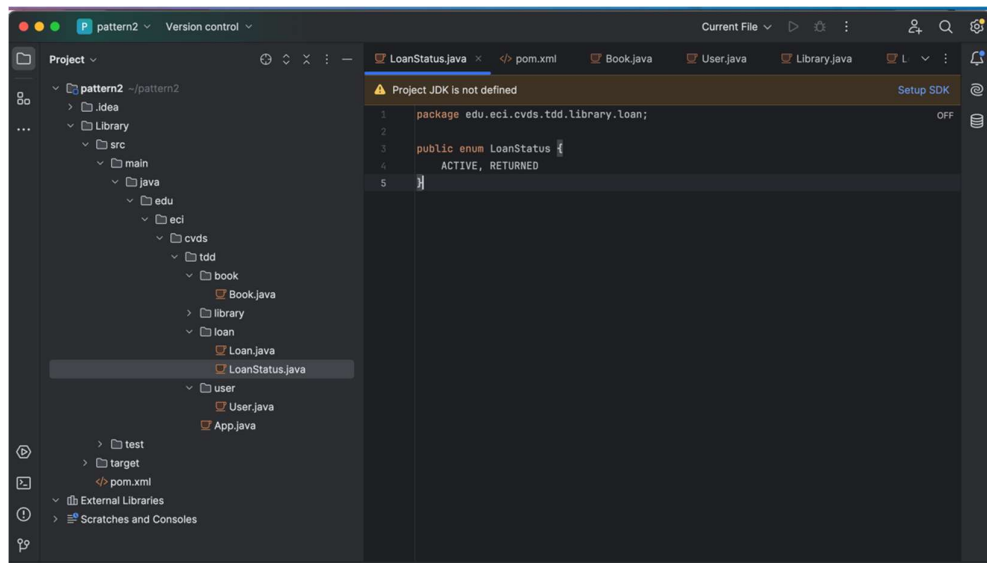 P pattern2 Version control Current File
Project
LoanStatus.java pom.xml Book.java User.java Library.java L
pattern2 ~/pattern2
Project JDK is not defined Setup SDK
.idea
Library
src
main
java
edu
eci
cvds
tdd
book
Book.java
library
loan
Loan.java
LoanStatus.java
user
User.java
App.java
test
target
pom.xml
External Libraries
Scratches and Consoles
1 package edu.eci.cvds.tdd.library.loan; OFF
2
3 public enum LoanStatus {
4 ACTIVE, RETURNED
5 }